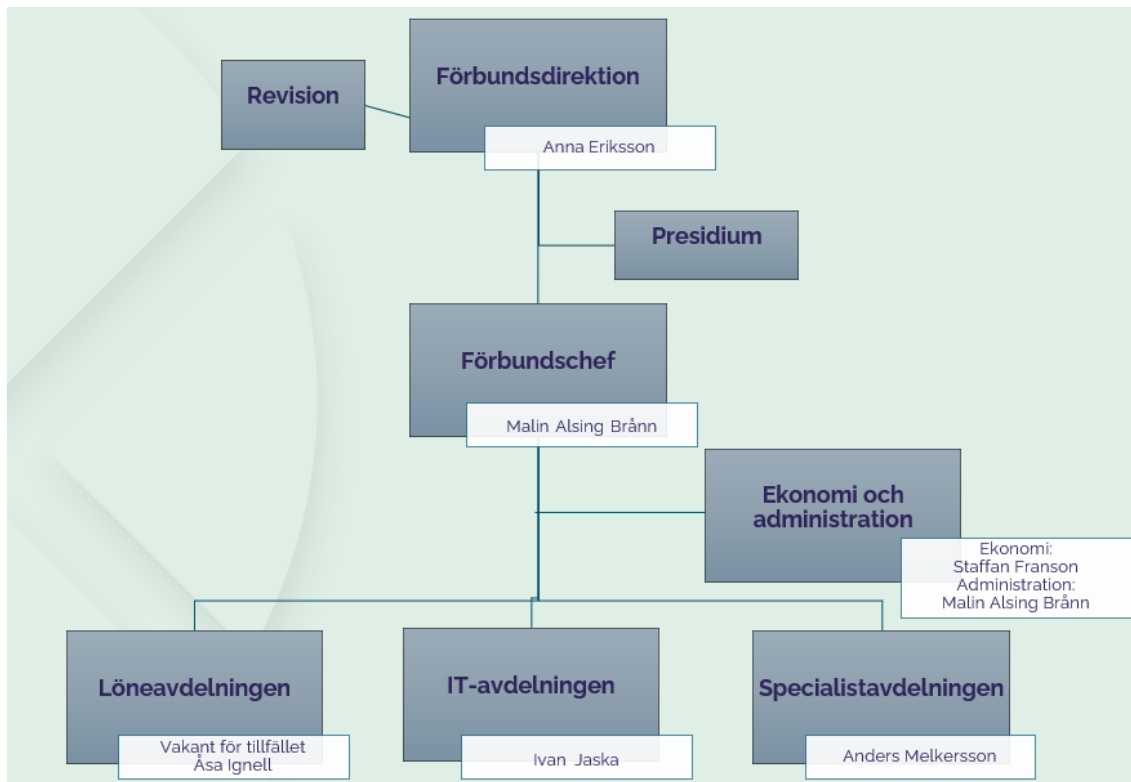 Förbundsdirektion
Revision
Anna Eriksson
Presidium
Förbundschef
Malin Alsing Brånn
Ekonomi och
administration
Ekonomi:
Staffan Franson
Administration:
Malin Alsing Brånn
Löneavdelningen
Vakant för tillfället
Åsa Ignell
IT-avdelningen
Ivan Jaska
Specialistavdelningen
Anders Melkersson